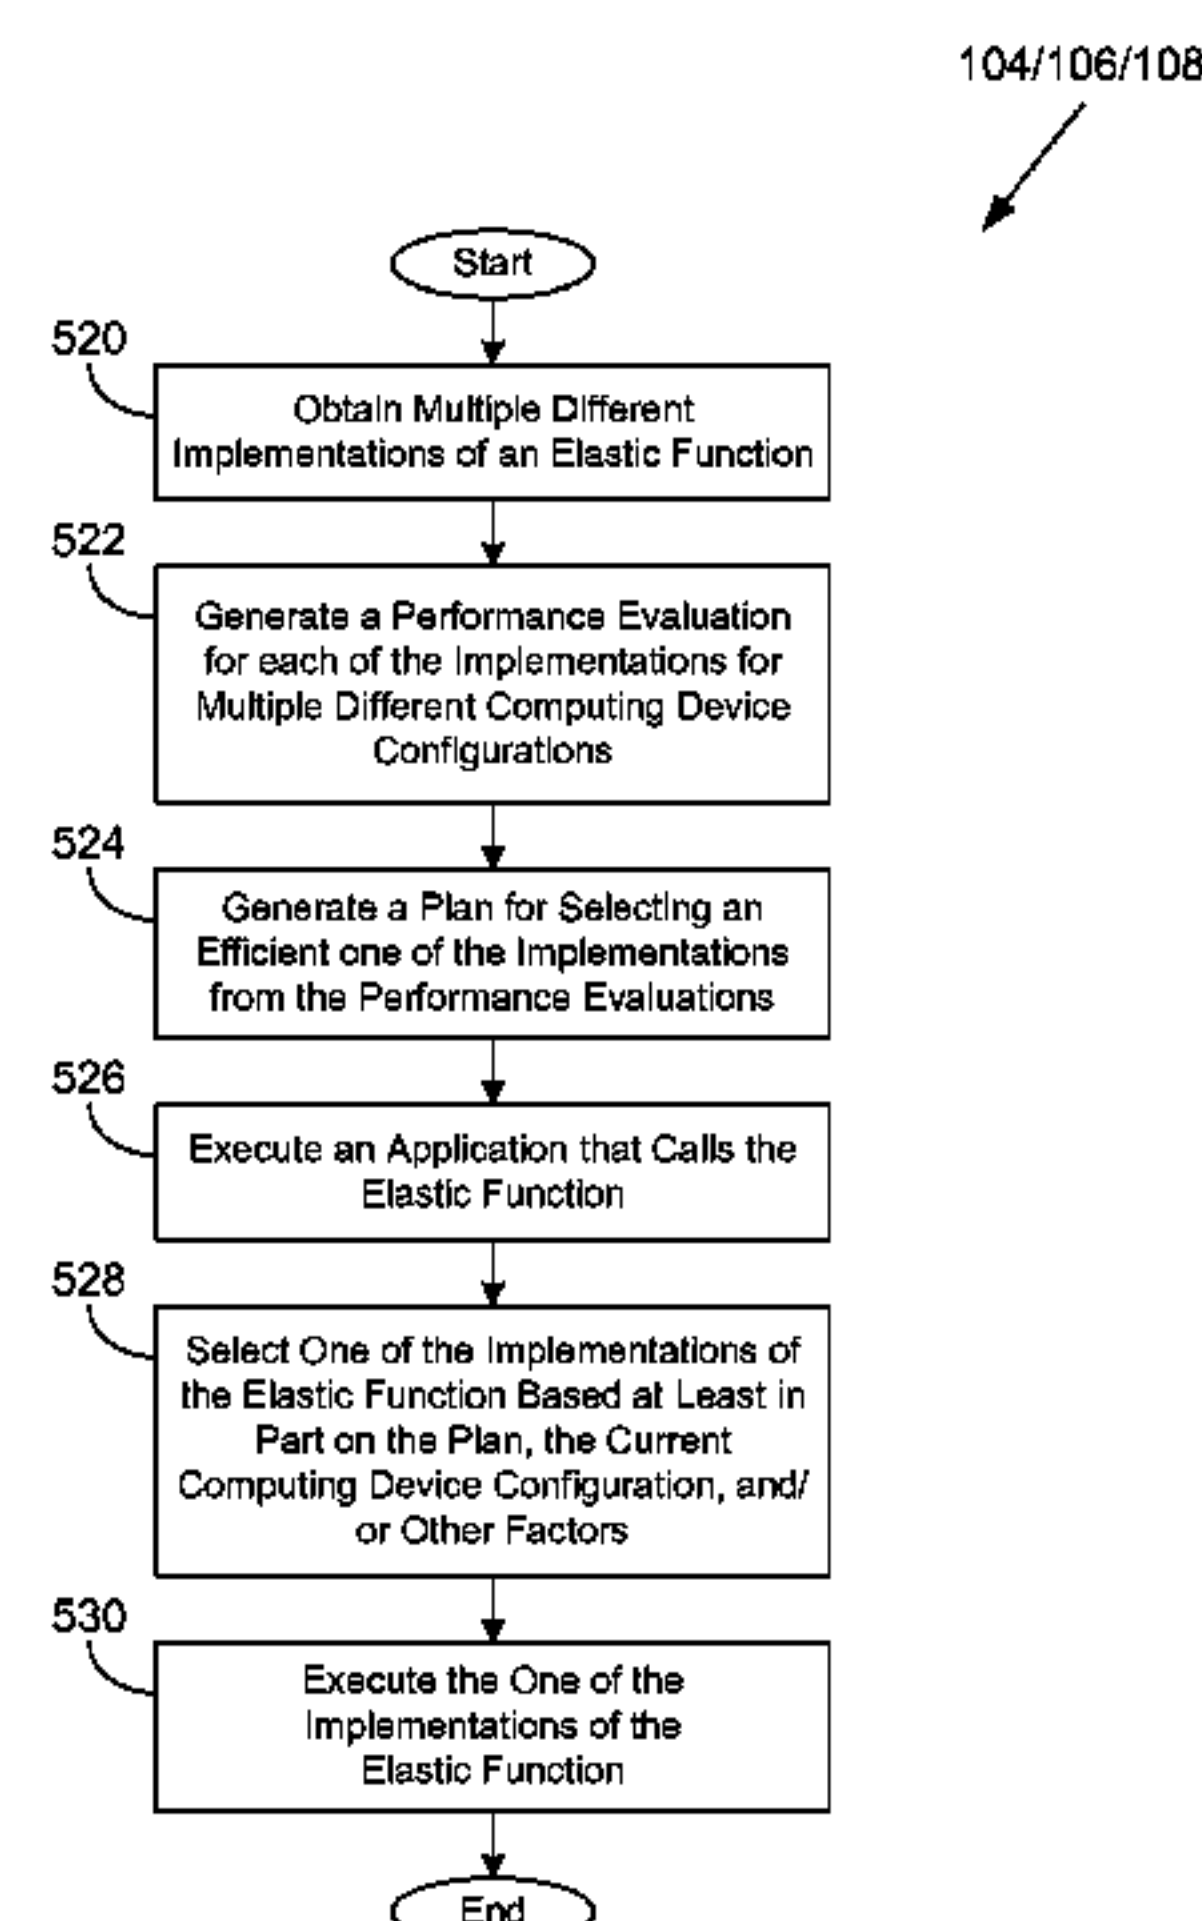 104/106/108
Start
520
Obtain Multiple Different
Implementations of an Elastic Function
522
Generate a Performance Evaluation
for each of the Implementations for
Multiple Different Computing Device
Configurations
524
Generate a Plan for Selecting an
Efficient one of the Implementations
from the Performance Evaluations
526
Execute an Application that Calls the
Elastic Function
528
Select One of the Implementations of
the Elastic Function Based at Least in
Part on the Plan, the Current
Computing Device Configuration, and/
or Other Factors
530
Execute the One of the
Implementations of the
Elastic Function
End